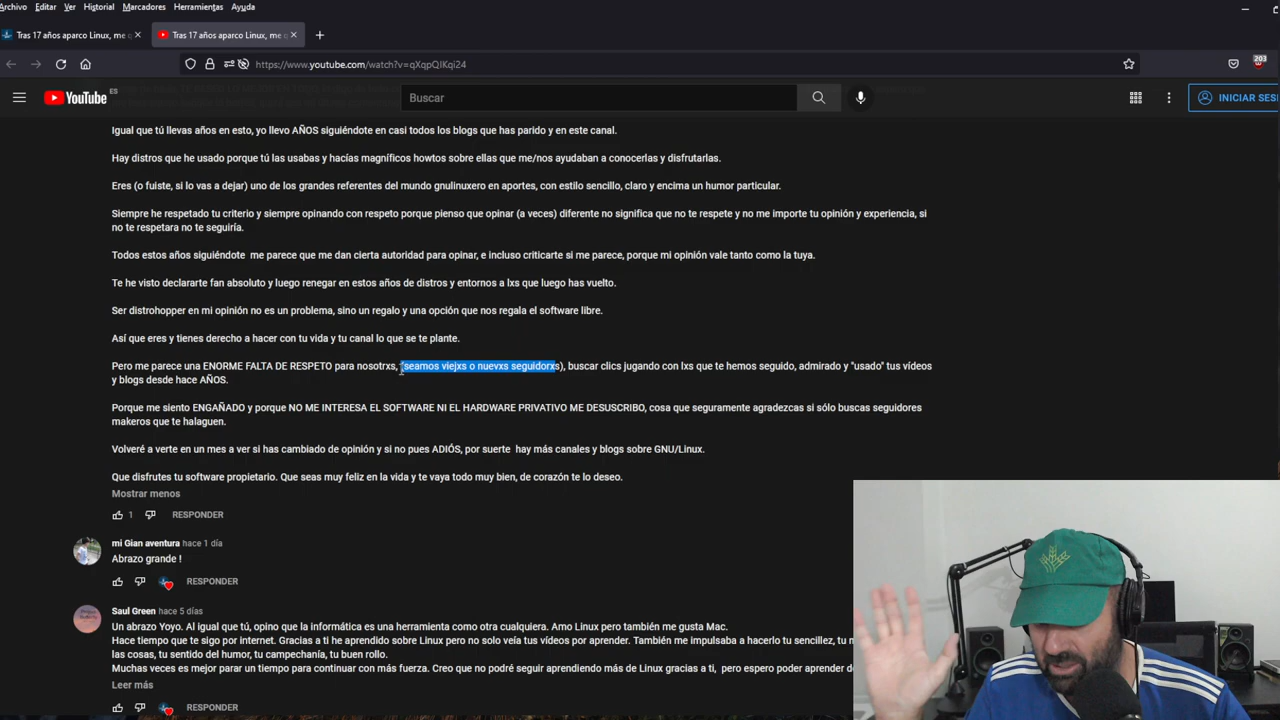 Archivo Editar Ver Historial Marcadores Herramientas Ayuda
Tras 17 años aparco Linux, me q
Tras 17 años aparco Linux, me q
https://www.youtube.com/watch?v=qXqpQIKqi24
203
YouTube ES
Buscar
INICIAR SES
Igual que tú llevas años en esto, yo llevo AÑOS siguiéndote en casi todos los blogs que has parido y en este canal.
Hay distros que he usado porque tú las usabas y hacías magníficos howtos sobre ellas que me/nos ayudaban a conocerlas y disfrutarlas.
Eres (o fuiste, si lo vas a dejar) uno de los grandes referentes del mundo gnulinuxero en aportes, con estilo sencillo, claro y encima un humor particular.
Siempre he respetado tu criterio y siempre opinando con respeto porque pienso que opinar (a veces) diferente no significa que no te respete y no me importe tu opinión y experiencia, si
no te respetara no te seguiría.
Todos estos años siguiéndote me parece que me dan cierta autoridad para opinar, e incluso criticarte si me parece, porque mi opinión vale tanto como la tuya.
Te he visto declararte fan absoluto y luego renegar en estos años de distros y entornos a lxs que luego has vuelto.
Ser distrohopper en mi opinión no es un problema, sino un regalo y una opción que nos regala el software libre.
Así que eres y tienes derecho a hacer con tu vida y tu canal lo que se te plante.
Pero me parece una ENORME FALTA DE RESPETO para nosotrxs, (seamos viejxs o nuevxs seguidorxs), buscar clics jugando con lxs que te hemos seguido, admirado y "usado" tus vídeos
y blogs desde hace AÑOS.
Porque me siento ENGAÑADO y porque NO ME INTERESA EL SOFTWARE NI EL HARDWARE PRIVATIVO ME DESUSCRIBO, cosa que seguramente agradezcas si sólo buscas seguidores
makeros que te halaguen.
Volveré a verte en un mes a ver si has cambiado de opinión y si no pues ADIÓS, por suerte hay más canales y blogs sobre GNU/Linux.
Que disfrutes tu software propietario. Que seas muy feliz en la vida y te vaya todo muy bien, de corazón te lo deseo.
Mostrar menos
1 RESPONDER
mi Gian aventura hace 1 día
Abrazo grande !
RESPONDER
Saul Green hace 5 días
Un abrazo Yoyo. Al igual que tú, opino que la informática es una herramienta como otra cualquiera. Amo Linux pero también me gusta Mac.
Hace tiempo que te sigo por internet. Gracias a ti he aprendido sobre Linux pero no solo veía tus vídeos por aprender. También me impulsaba a hacerlo tu sencillez, tu
las cosas, tu sentido del humor, tu campechanía, tu buen rollo.
Muchas veces es mejor parar un tiempo para continuar con más fuerza. Creo que no podré seguir aprendiendo más de Linux gracias a ti, pero espero poder aprender de
Leer más
RESPONDER